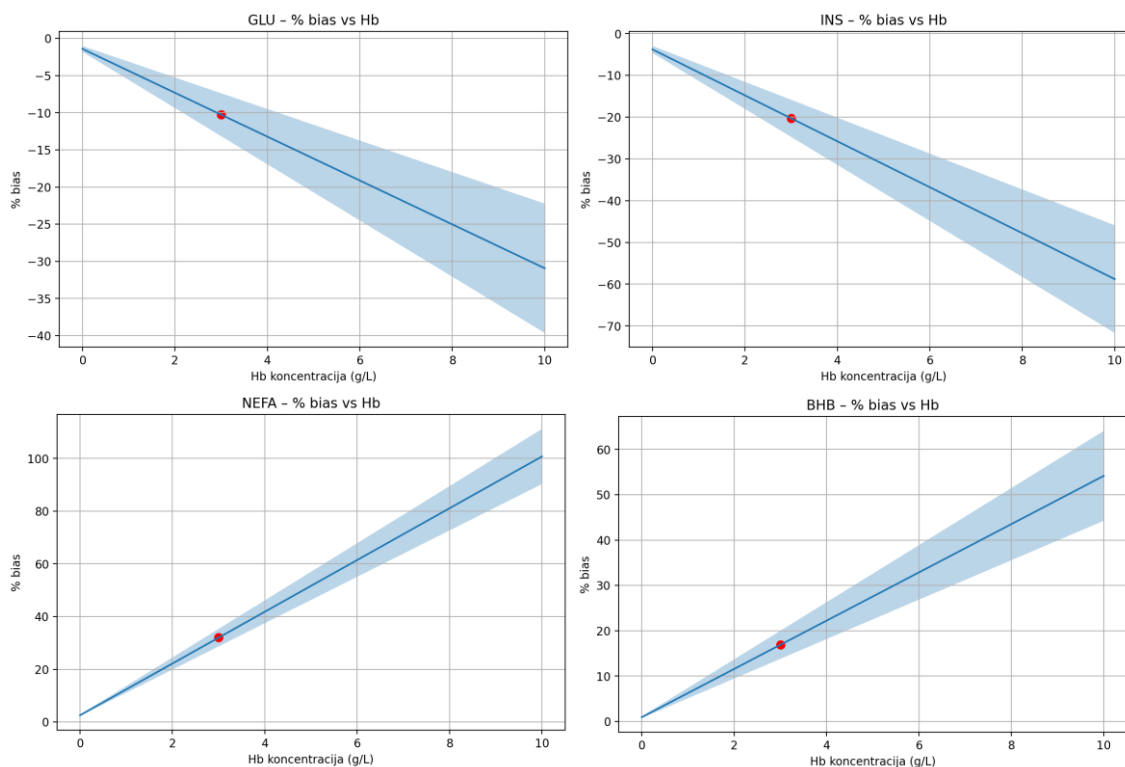 GLU – % bias vs Hb
0
−5
−10
−15
−20
−25
−30
−35
−40
% bias
0 2 4 6 8 10
Hb koncentracija (g/L)
INS – % bias vs Hb
0
−10
−20
−30
−40
−50
−60
−70
% bias
0 2 4 6 8 10
Hb koncentracija (g/L)
NEFA – % bias vs Hb
100
80
60
40
20
0
% bias
0 2 4 6 8 10
Hb koncentracija (g/L)
BHB – % bias vs Hb
60
50
40
30
20
10
0
% bias
0 2 4 6 8 10
Hb koncentracija (g/L)